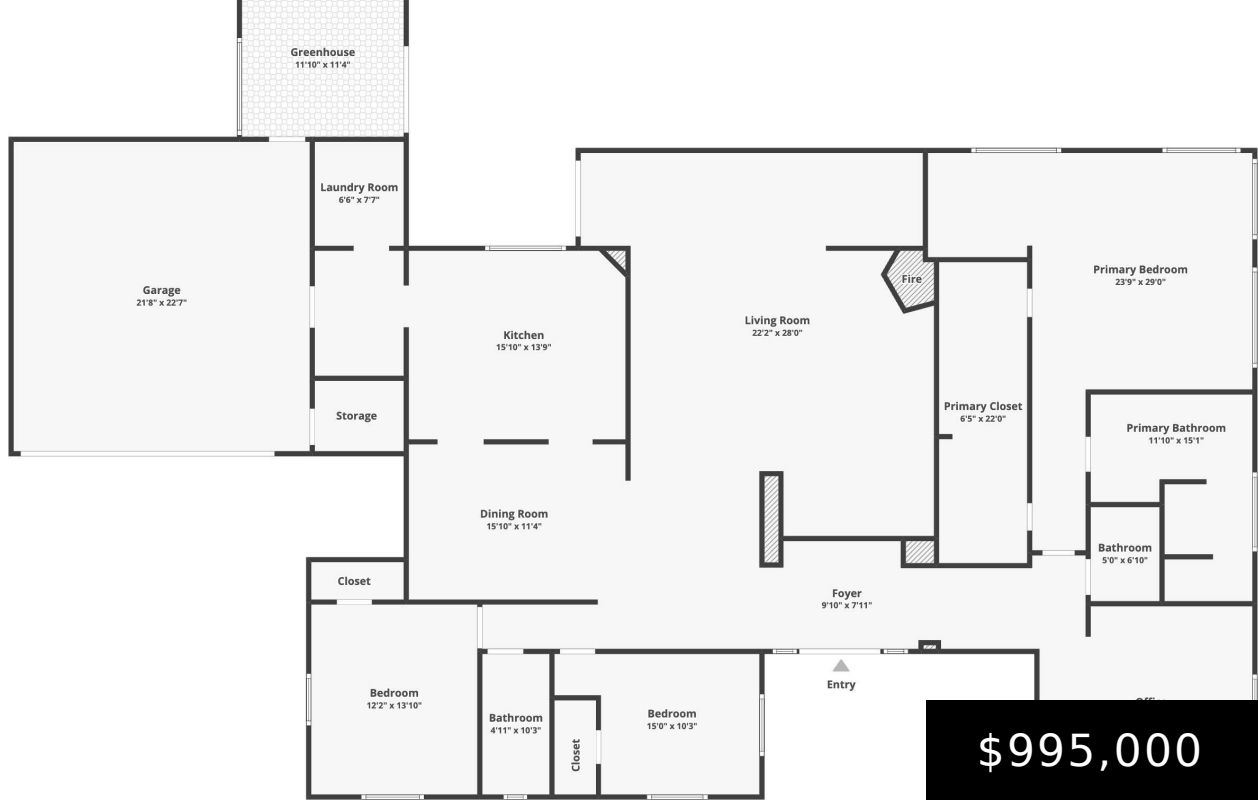 Greenhouse
11'10" x 11'4"
Laundry Room
6'6" x 7'7"
Garage
21'8" x 22'7"
Kitchen
15'10" x 13'9"
Living Room
22'2" x 28'0"
Fire
Primary Bedroom
23'9" x 29'0"
Storage
Primary Closet
6'5" x 22'0"
Primary Bathroom
11'10" x 15'1"
Dining Room
15'10" x 11'4"
Bathroom
5'0" x 6'10"
Closet
Foyer
9'10" x 7'11"
Entry
Bedroom
12'2" x 13'10"
Bathroom
4'11" x 10'3"
Closet
Bedroom
15'0" x 10'3"
$995,000